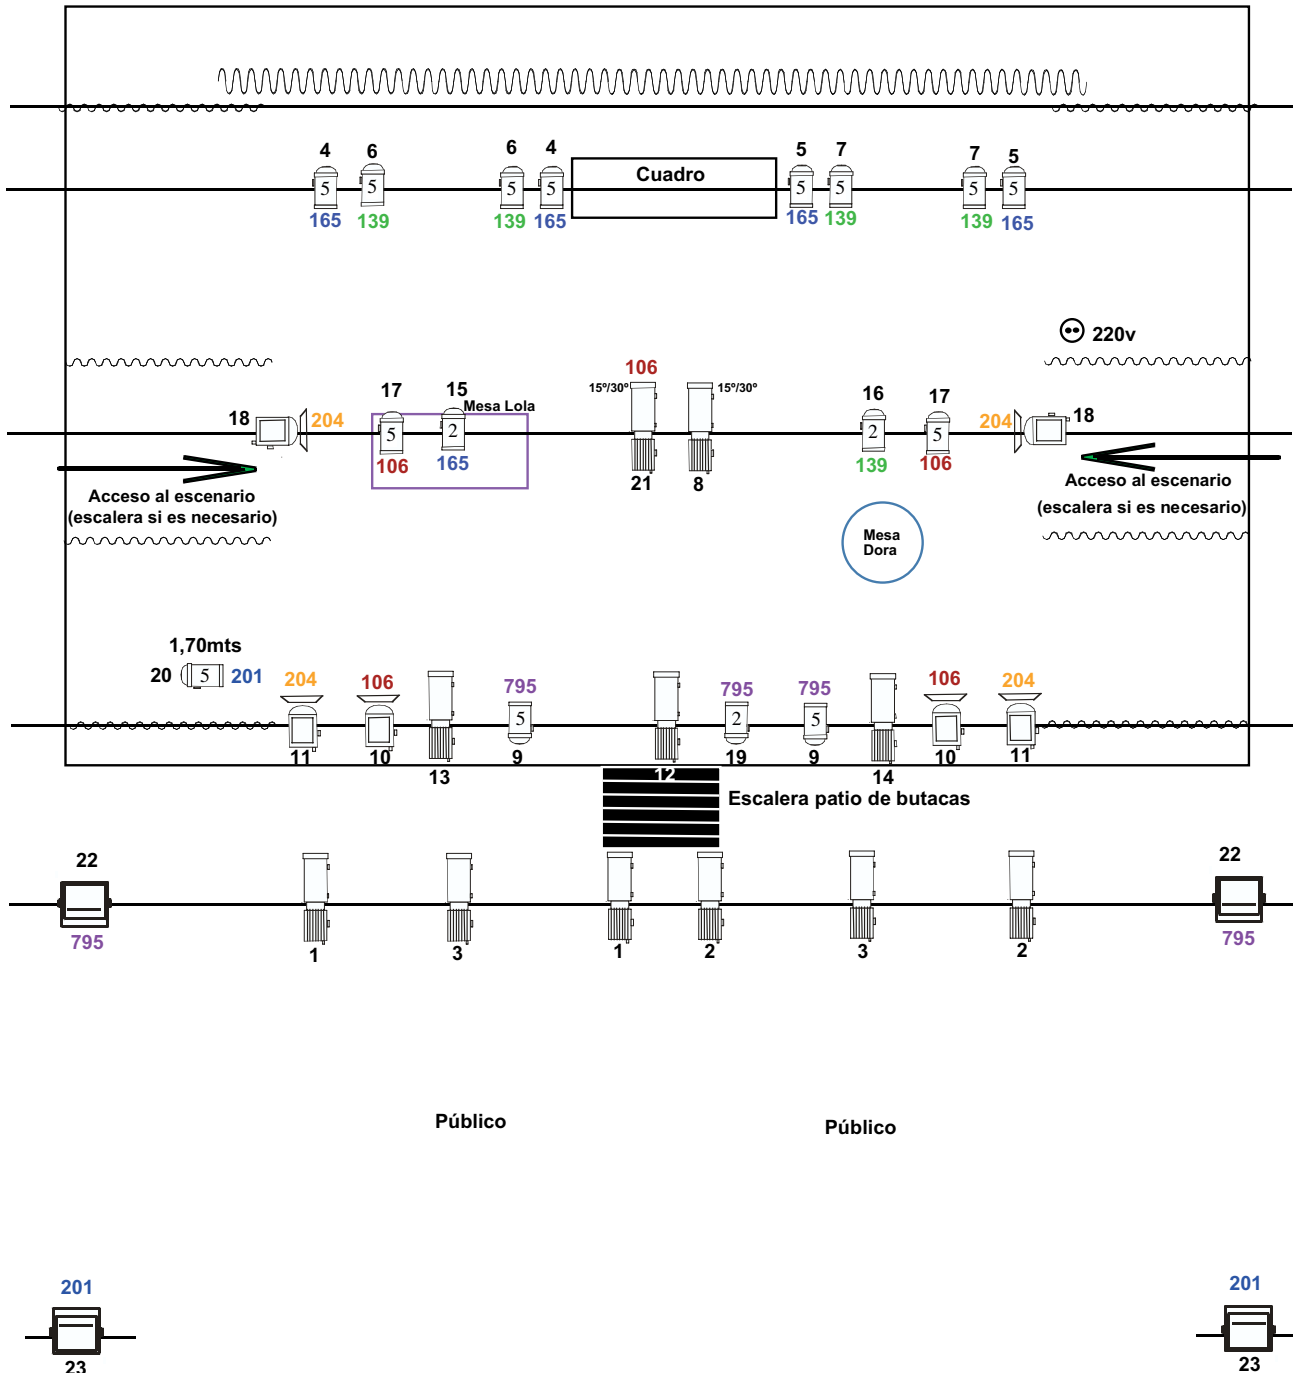 4 6 6 4 5 7 7 5
Cuadro
5 5 5 5 5 5 5 5
165 139 139 165 165 139 139 165
220v
106
15º/30º 15º/30º
17 15 16 17
Mesa Lola
18 204 5 2 2 5 204 18
106 165 139 106
21 8
Acceso al escenario
(escalera si es necesario)
Acceso al escenario
(escalera si es necesario)
Mesa
Dora
1,70mts
20 5 201
204 106 795 795 795 106 204
5 2 5
11 10 13 9 12 19 9 14 10 11
Escalera patio de butacas
22 22
795 795
1 3 1 2 3 2
Público Público
201 201
23 23